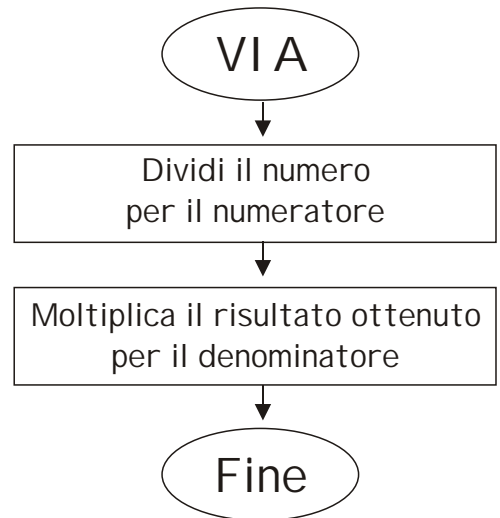 VIA
Dividi il numero
per il numeratore
Moltiplica il risultato ottenuto
per il denominatore
Fine